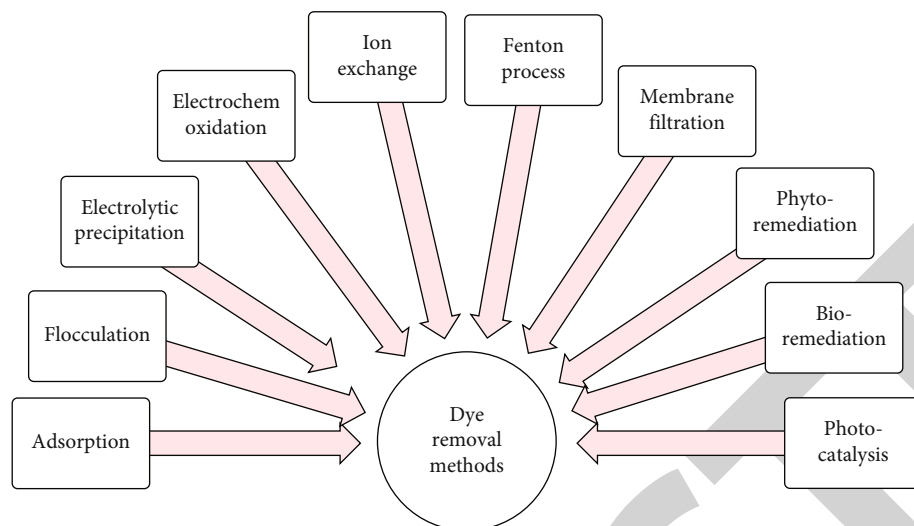 Ion
exchange
Fenton
process
Electrochem
oxidation
Membrane
filtration
Electrolytic
precipitation
Phyto-
remediation
Flocculation
Bio-
remediation
Adsorption
Dye
removal
methods
Photo-
catalysis